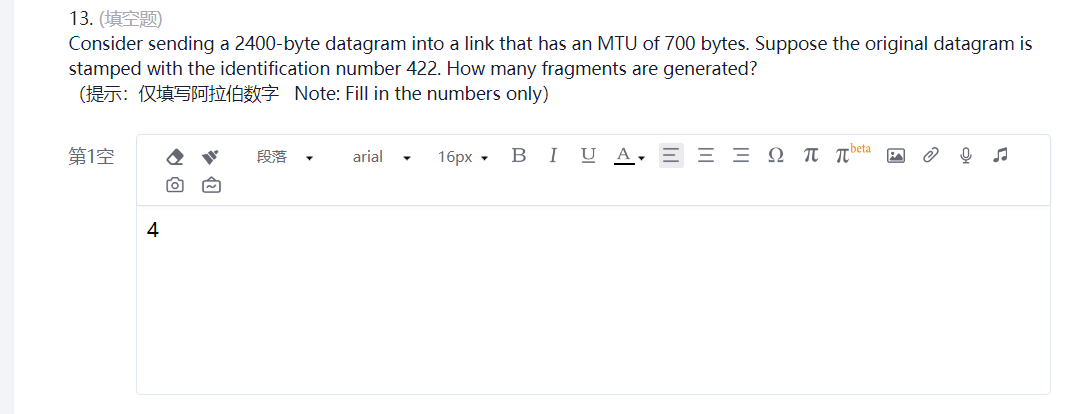 13. (填空题)
Consider sending a 2400-byte datagram into a link that has an MTU of 700 bytes. Suppose the original datagram is
stamped with the identification number 422. How many fragments are generated?
（提示：仅填写阿拉伯数字 Note: Fill in the numbers only）
第1空
段落 arial 16px B I U A Ω π π beta
4